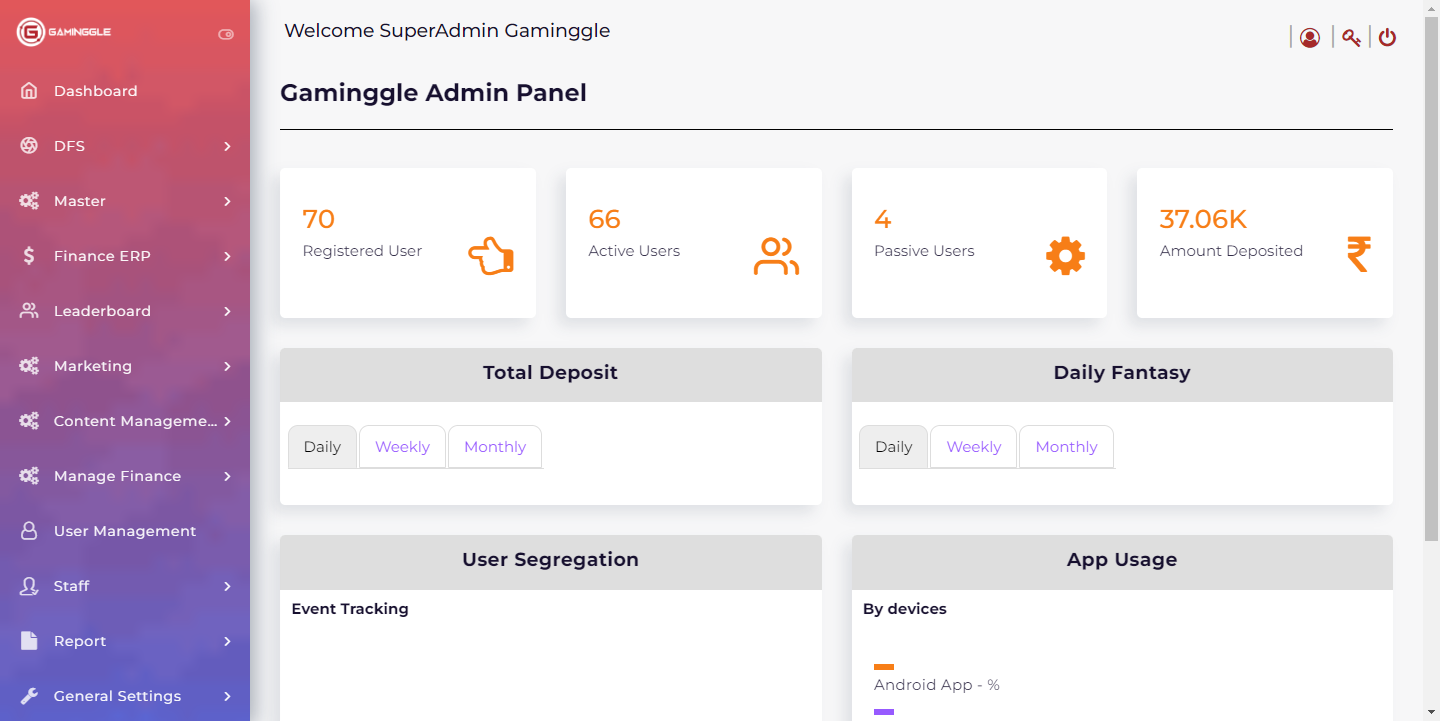 GAMINGGLE
Dashboard
DFS
Master
Finance ERP
Leaderboard
Marketing
Content Manageme...
Manage Finance
User Management
Staff
Report
General Settings
Welcome SuperAdmin Gaminggle
Gaminggle Admin Panel
70
Registered User
66
Active Users
4
Passive Users
37.06K
Amount Deposited
Total Deposit
Daily Weekly Monthly
Daily Fantasy
Daily Weekly Monthly
User Segregation
Event Tracking
App Usage
By devices
Android App - %